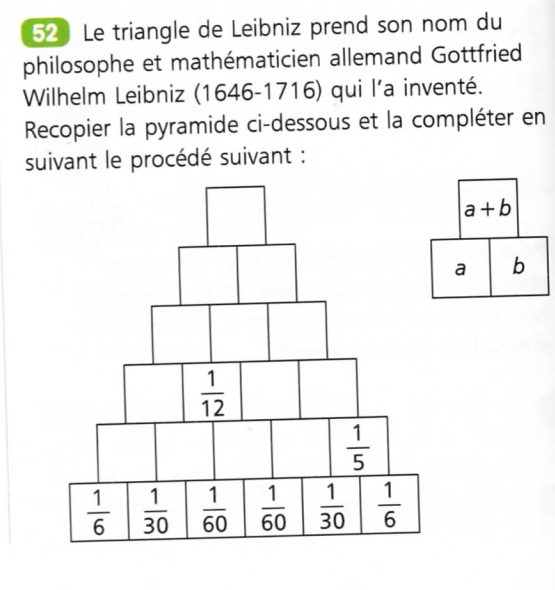 52 Le triangle de Leibniz prend son nom du
philosophe et mathématicien allemand Gottfried
Wilhelm Leibniz (1646-1716) qui l'a inventé.
Recopier la pyramide ci-dessous et la compléter en
suivant le procédé suivant :
a + b
a b
1/12
1/5
1/6 1/30 1/60 1/60 1/30 1/6